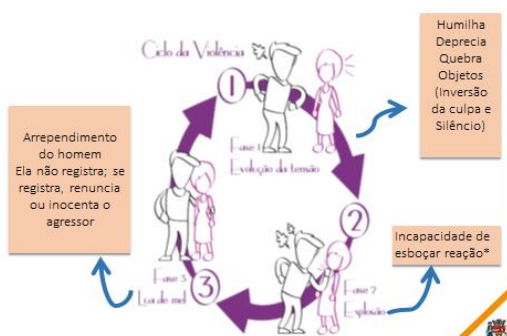 Ciclo da Violência
1
Fase 1
Evolução da tensão
Humilha
Deprecia
Quebra
Objetos
(Inversão
da culpa e
Silêncio)
2
Fase 2
Explosão
Incapacidade de
esboçar reação*
3
Fase 3
Lua de mel
Arrependimento
do homem
Ela não registra; se
registra, renuncia
ou inocenta o
agressor